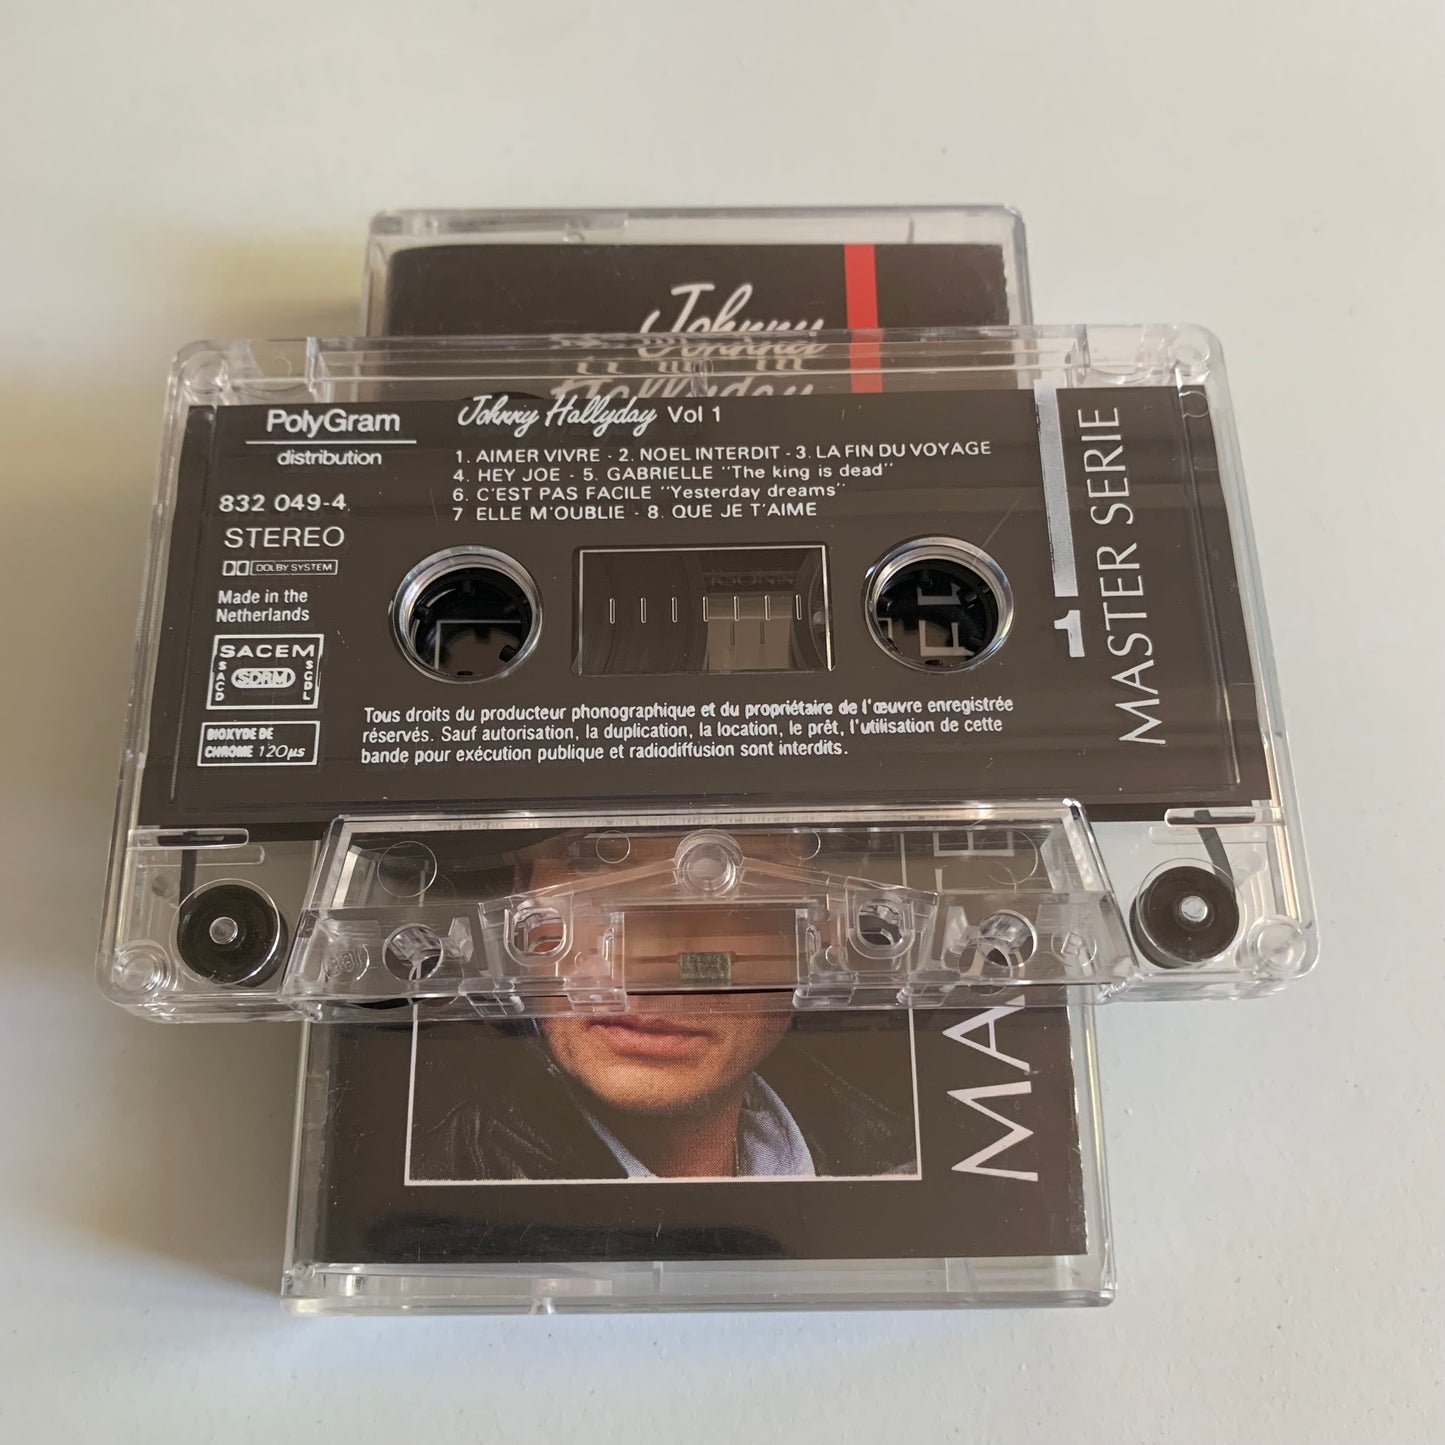 Johnny
Hallyday
PolyGram
distribution
832 049-4
STEREO
DOLBY SYSTEM
Made in the
Netherlands
SACEM
SACD
SDRM
SGDL
BIOXYDE DE
CHROME 120µs
Johnny Hallyday Vol 1
1. AIMER VIVRE - 2. NOEL INTERDIT - 3. LA FIN DU VOYAGE
4. HEY JOE - 5. GABRIELLE "The king is dead"
6. C'EST PAS FACILE "Yesterday dreams"
7 ELLE M'OUBLIE - 8. QUE JE T'AIME
Tous droits du producteur phonographique et du propriétaire de l'œuvre enregistrée
réservés. Sauf autorisation, la duplication, la location, le prêt, l'utilisation de cette
bande pour exécution publique et radiodiffusion sont interdits.
1
MASTER SERIE
MA